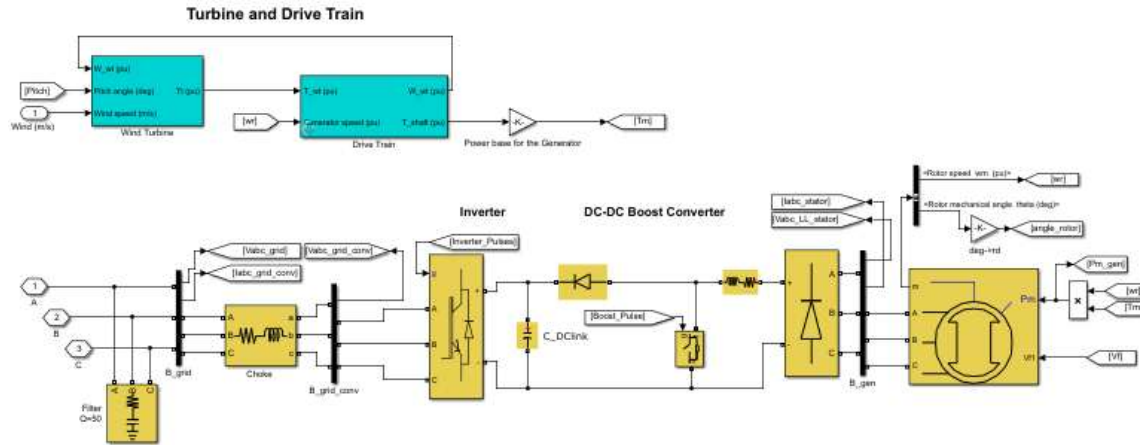 Turbine and Drive Train
W_wt (pu)
[Pitch]
Pitch angle (deg)
Tt (pu)
1
Wind speed (m/s)
Wind (m/s)
Wind Turbine
T_wt (pu)
W_wt (pu)
[wr]
Generator speed (pu)
T_shaft (pu)
Drive Train
-K-
Power base for the Generator
[Tm]
<Rotor speed wm (pu)>
[wr]
<Rotor mechanical angle theta (deg)>
-K-
[angle_rotor]
deg->rd
Inverter
DC-DC Boost Converter
[Iabc_stator]
[Vabc_LL_stator]
[Vabc_grid]
[Vabc_grid_conv]
[Iabc_grid_conv]
[Inverter_Pulses]
[Boost_Pulse]
[Pm_gen]
[wr]
[Tm]
×
Pm
m
[Vf]
Vf
1
A
2
B
3
C
B_grid
A
B
C
a
b
c
Choke
B_grid_conv
g
A
B
C
+
-
C_DClink
+
-
A
B
C
B_gen
A
B
C
A
B
C
Filter
Q=50